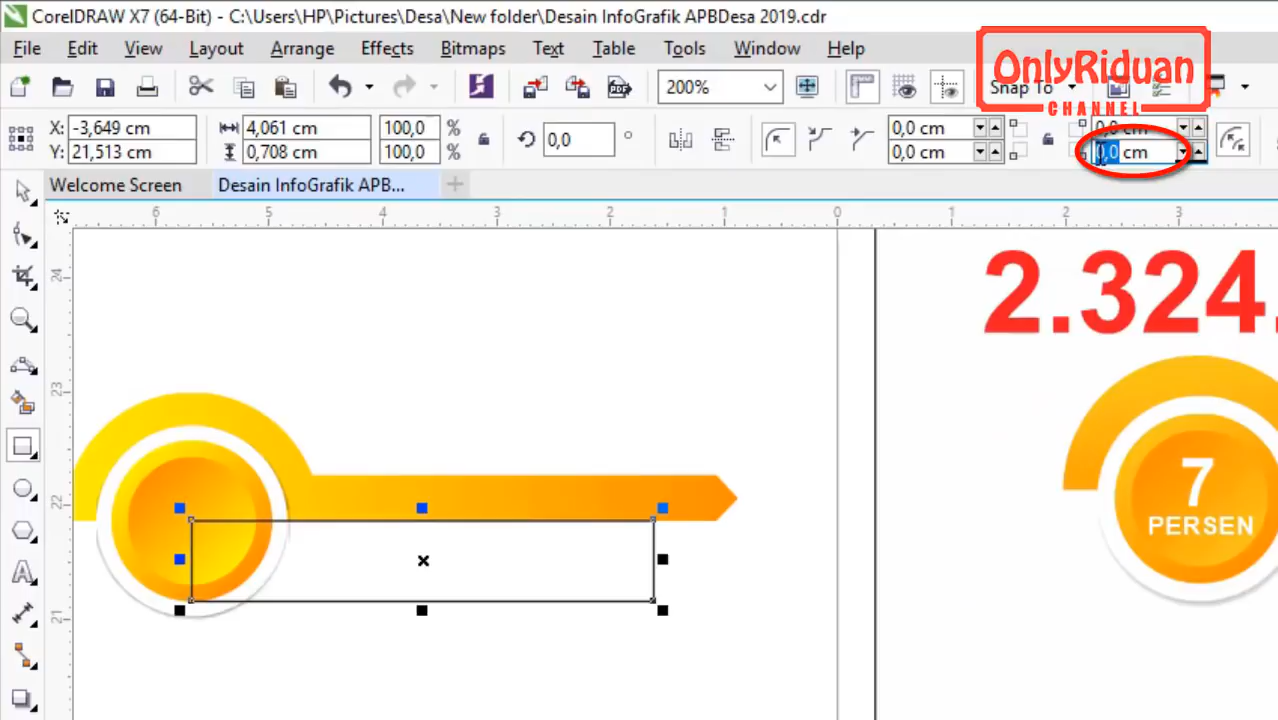 CorelDRAW X7 (64-Bit) - C:\Users\HP\Pictures\Desa\New folder\Desain InfoGrafik APBDesa 2019.cdr
File Edit View Layout Arrange Effects Bitmaps Text Table Tools Window Help
OnlyRiduan
CHANNEL
200%
Snap To
X: -3,649 cm
Y: 21,513 cm
4,061 cm
0,708 cm
100,0 %
100,0 %
0,0 °
0,0 cm
0,0 cm
0,0 cm
0,0 cm
Welcome Screen
Desain InfoGrafik APB...
6 5 4 3 2 1 0 1 2 3
24
23
22
21
2.324.
7
PERSEN